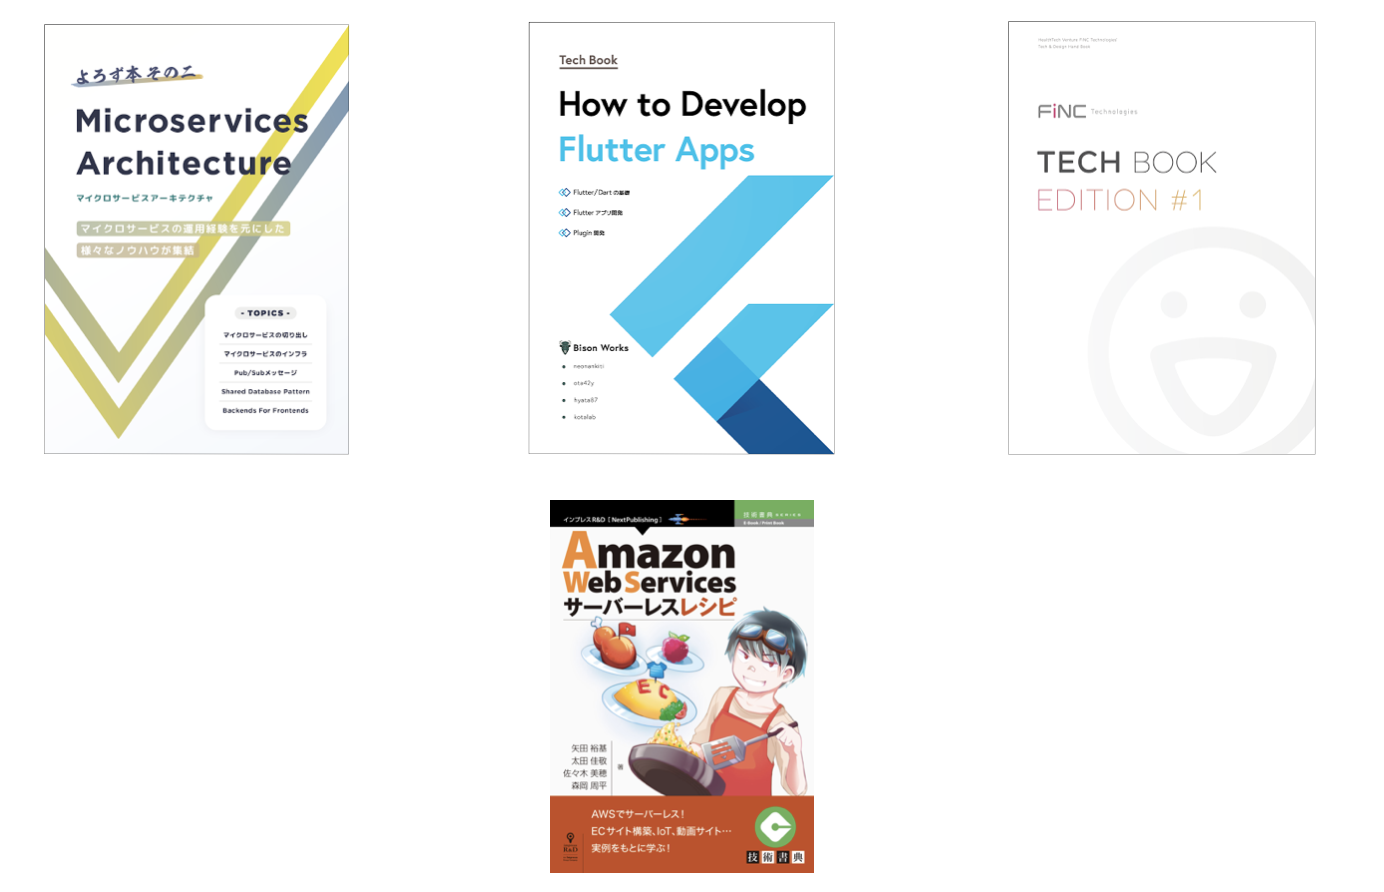 よろず本 その二
Microservices
Architecture
マイクロサービスアーキテクチャ
マイクロサービスの運用経験を元にした
様々なノウハウが集結
- TOPICS -
マイクロサービスの切り出し
マイクロサービスのインフラ
Pub/Subメッセージ
Shared Database Pattern
Backends For Frontends
Tech Book
How to Develop
Flutter Apps
Flutter/Dart の基礎
Flutter アプリ開発
Plugin 開発
Bison Works
neonankiti
ota42y
hyata67
kotalab
HealthTech Venture FiNC Technologies
FiNC Technologies
TECH BOOK
EDITION #1
インプレスR&D [ NextPublishing ]
技術書典 SERIES
E-Book / Print Book
Amazon
Web Services
サーバーレスレシピ
EC
矢田 裕基
太田 佳敬
佐々木 美穂
森岡 周平
著
AWSでサーバーレス！
ECサイト構築、IoT、動画サイト…
実例をもとに学ぶ！
R&D
技術書典